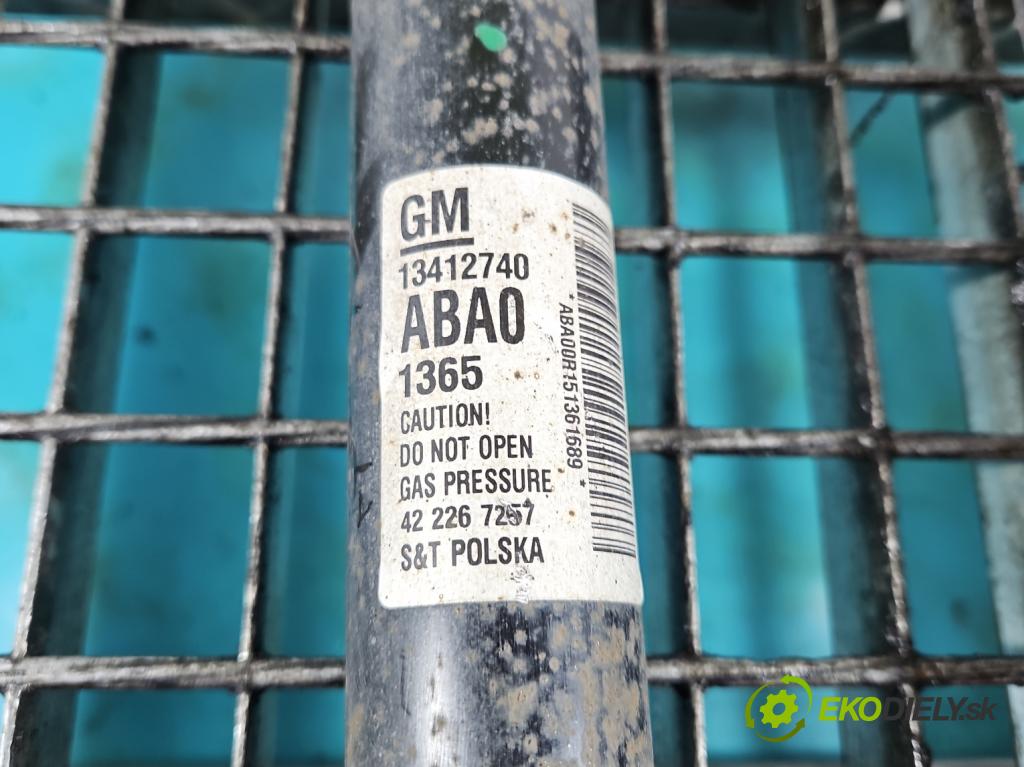 GM
13412740
ABA0
1365
CAUTION!
DO NOT OPEN
GAS PRESSURE
42 226 7257
S&T POLSKA
*ABA00R151361689*
EKODIELY.sk